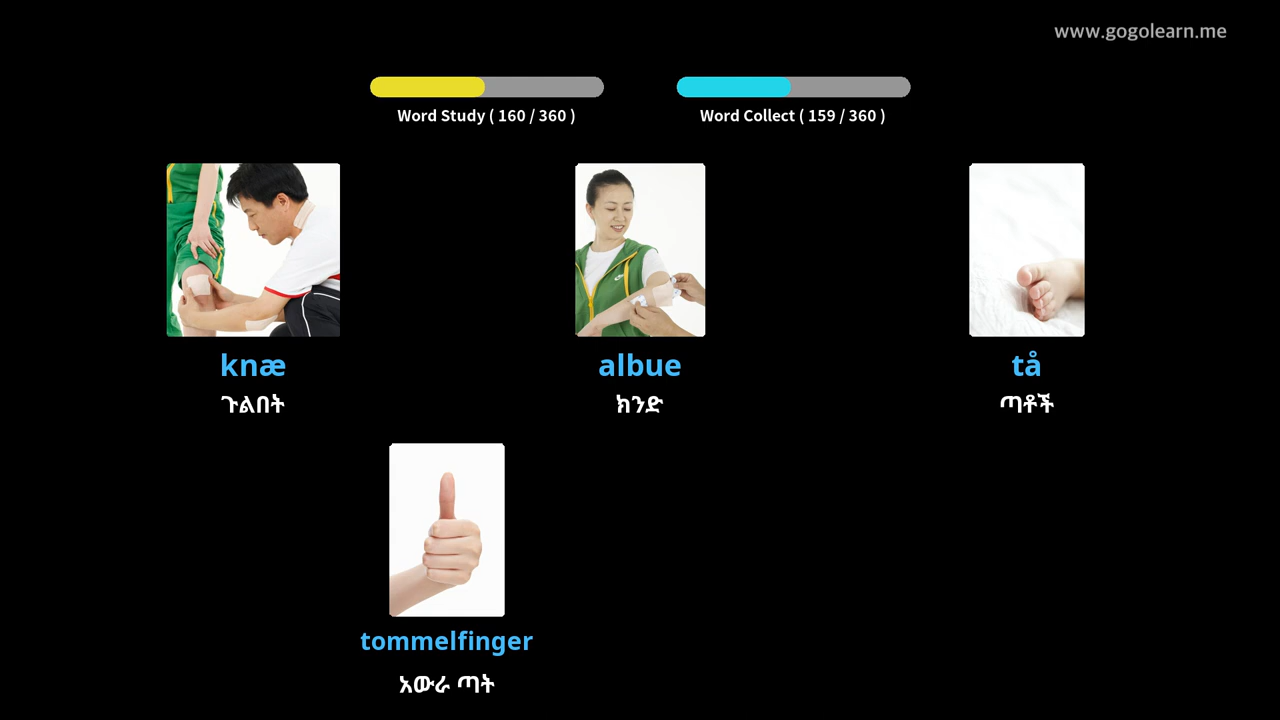 www.gogolearn.me
Word Study ( 160 / 360 )
Word Collect ( 159 / 360 )
knæ
ጉልበት
albue
ክንድ
tå
ጣቶች
tommelfinger
አውራ ጣት